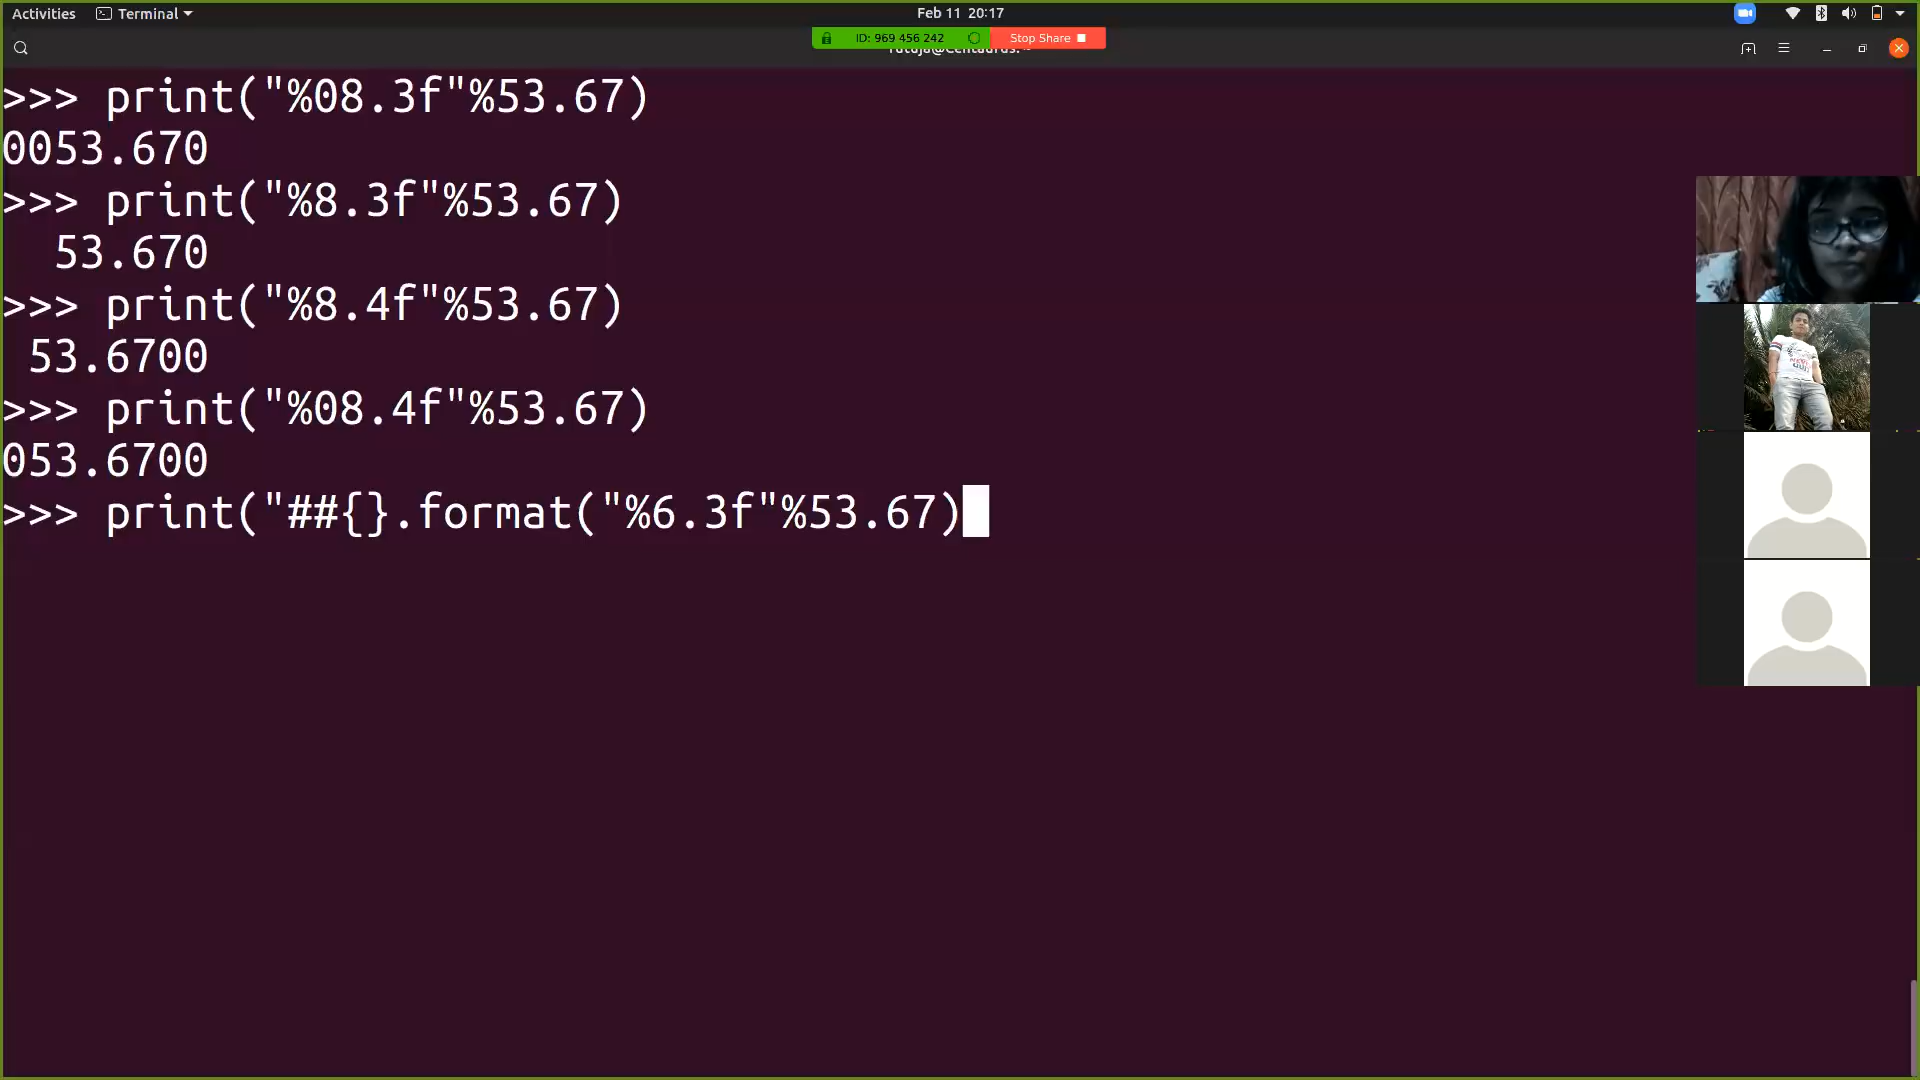 Activities Terminal Feb 11 20:17
ID: 969 456 242 Stop Share
>>> print("%08.3f"%53.67)
0053.670
>>> print("%8.3f"%53.67)
53.670
>>> print("%8.4f"%53.67)
53.6700
>>> print("%08.4f"%53.67)
053.6700
>>> print("##{}.format("%6.3f"%53.67)